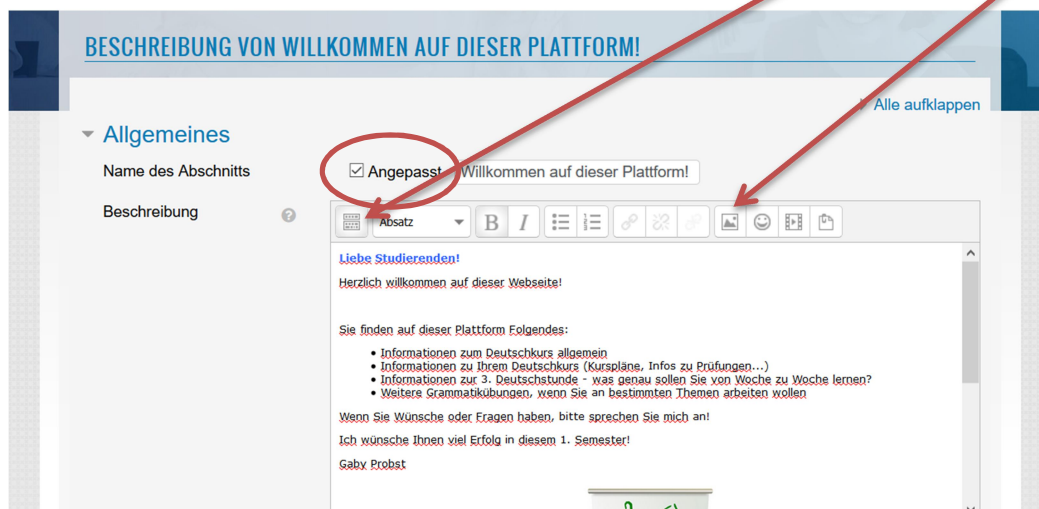 BESCHREIBUNG VON WILLKOMMEN AUF DIESER PLATTFORM!
Alle aufklappen
Allgemeines
Name des Abschnitts
Angepasst
Willkommen auf dieser Plattform!
Beschreibung
Absatz
B I
Liebe Studierenden!
Herzlich willkommen auf dieser Webseite!
Sie finden auf dieser Plattform Folgendes:
• Informationen zum Deutschkurs allgemein
• Informationen zu Ihrem Deutschkurs (Kurspläne, Infos zu Prüfungen...)
• Informationen zur 3. Deutschstunde - was genau sollen Sie von Woche zu Woche lernen?
• Weitere Grammatikübungen, wenn Sie an bestimmten Themen arbeiten wollen
Wenn Sie Wünsche oder Fragen haben, bitte sprechen Sie mich an!
Ich wünsche Ihnen viel Erfolg in diesem 1. Semester!
Gaby Probst